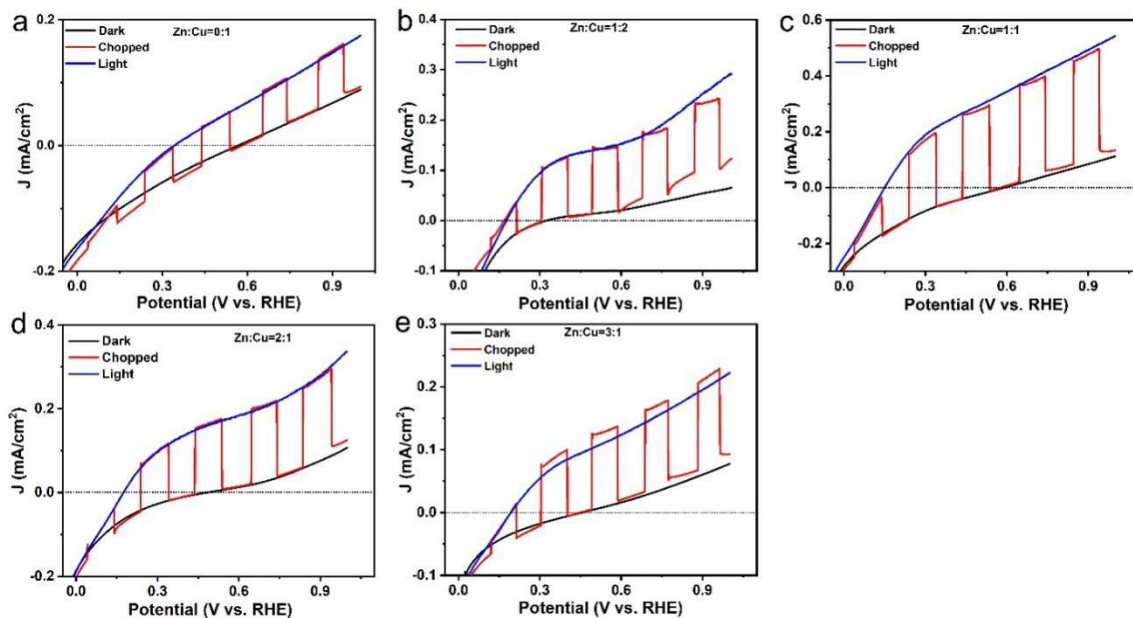 a
Zn:Cu=0:1
Dark
Chopped
Light
0.2
0.0
-0.2
J (mA/cm²)
0.0 0.3 0.6 0.9
Potential (V vs. RHE)
b
Zn:Cu=1:2
Dark
Chopped
Light
0.4
0.3
0.2
0.1
0.0
-0.1
J (mA/cm²)
0.0 0.3 0.6 0.9
Potential (V vs. RHE)
c
Zn:Cu=1:1
Dark
Chopped
Light
0.6
0.4
0.2
0.0
-0.2
J (mA/cm²)
0.0 0.3 0.6 0.9
Potential (V vs. RHE)
d
Zn:Cu=2:1
Dark
Chopped
Light
0.4
0.2
0.0
-0.2
J (mA/cm²)
0.0 0.3 0.6 0.9
Potential (V vs. RHE)
e
Zn:Cu=3:1
Dark
Chopped
Light
0.3
0.2
0.1
0.0
-0.1
J (mA/cm²)
0.0 0.3 0.6 0.9
Potential (V vs. RHE)